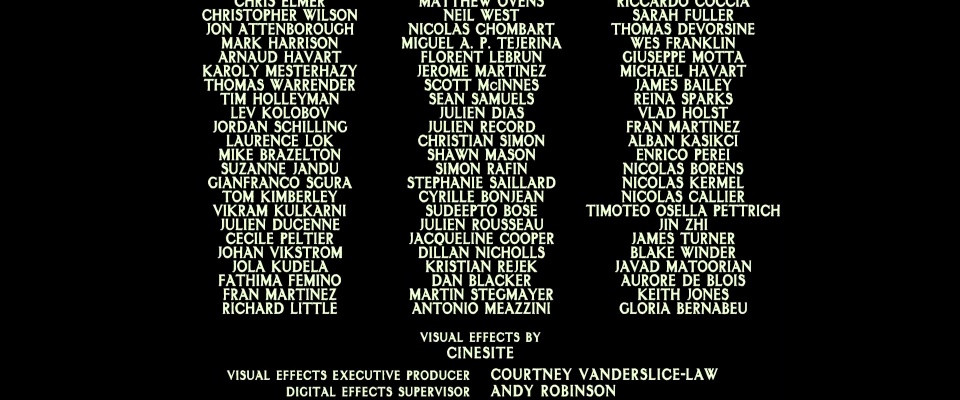 CHRIS ELMER MATTHEW OVENS RICCARDO COCCIA
CHRISTOPHER WILSON NEIL WEST SARAH FULLER
JON ATTENBOROUGH NICOLAS CHOMBART THOMAS DEVORSINE
MARK HARRISON MIGUEL A. P. TEJERINA WES FRANKLIN
ARNAUD HAVART FLORENT LEBRUN GIUSEPPE MOTTA
KAROLY MESTERHAZY JEROME MARTINEZ MICHAEL HAVART
THOMAS WARRENDER SCOTT McINNES JAMES BAILEY
TIM HOLLEYMAN SEAN SAMUELS REINA SPARKS
LEV KOLOBOV JULIEN DIAS VLAD HOLST
JORDAN SCHILLING JULIEN RECORD FRAN MARTINEZ
LAURENCE LOK CHRISTIAN SIMON ALBAN KASIKCI
MIKE BRAZELTON SHAWN MASON ENRICO PEREI
SUZANNE JANDU SIMON RAFIN NICOLAS BORENS
GIANFRANCO SGURA STEPHANIE SAILLARD NICOLAS KERMEL
TOM KIMBERLEY CYRILLE BONJEAN NICOLAS CALLIER
VIKRAM KULKARNI SUDEEPTO BOSE TIMOTEO OSELLA PETTRICH
JULIEN DUCENNE JULIEN ROUSSEAU JIN ZHI
CECILE PELTIER JACQUELINE COOPER JAMES TURNER
JOHAN VIKSTROM DILLAN NICHOLLS BLAKE WINDER
JOLA KUDELA KRISTIAN REJEK JAVAD MATOORIAN
FATHIMA FEMINO DAN BLACKER AURORE DE BLOIS
FRAN MARTINEZ MARTIN STEGMAYER KEITH JONES
RICHARD LITTLE ANTONIO MEAZZINI GLORIA BERNABEU
VISUAL EFFECTS BY
CINESITE
VISUAL EFFECTS EXECUTIVE PRODUCER COURTNEY VANDERSLICE-LAW
DIGITAL EFFECTS SUPERVISOR ANDY ROBINSON